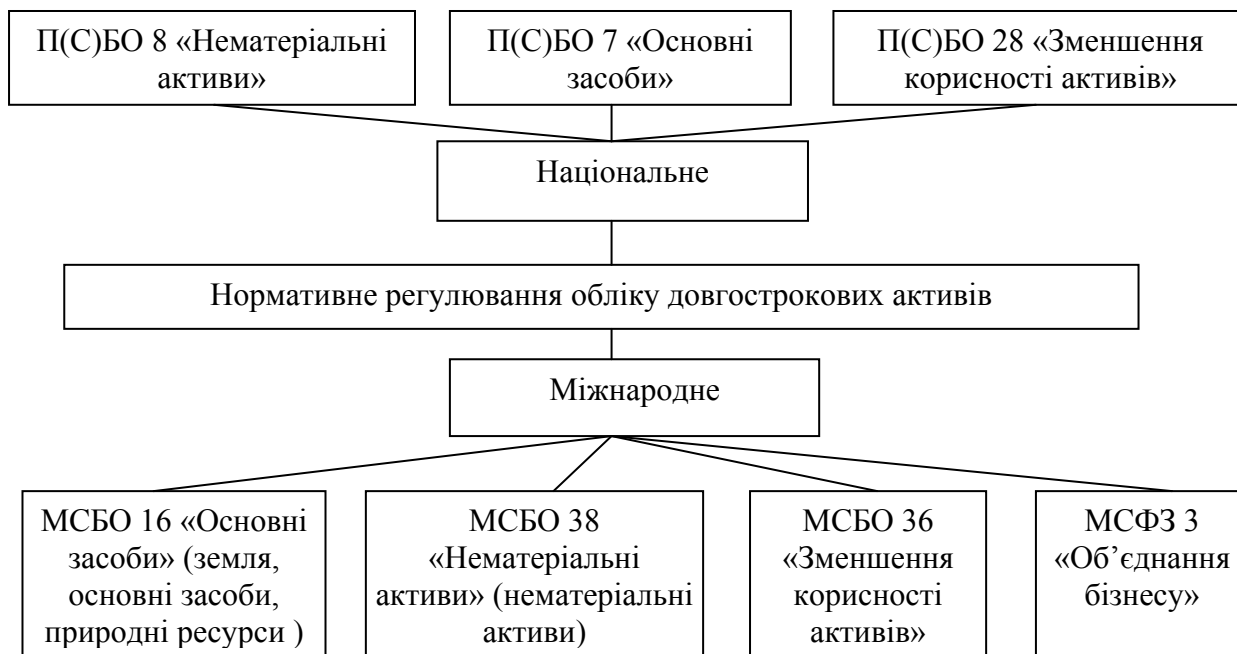 П(С)БО 8 «Нематеріальні
активи»
П(С)БО 7 «Основні
засоби»
П(С)БО 28 «Зменшення
корисності активів»
Національне
Нормативне регулювання обліку довгострокових активів
Міжнародне
МСБО 16 «Основні
засоби» (земля,
основні засоби,
природні ресурси )
МСБО 38
«Нематеріальні
активи» (нематеріальні
активи)
МСБО 36
«Зменшення
корисності
активів»
МСФЗ 3
«Об’єднання
бізнесу»